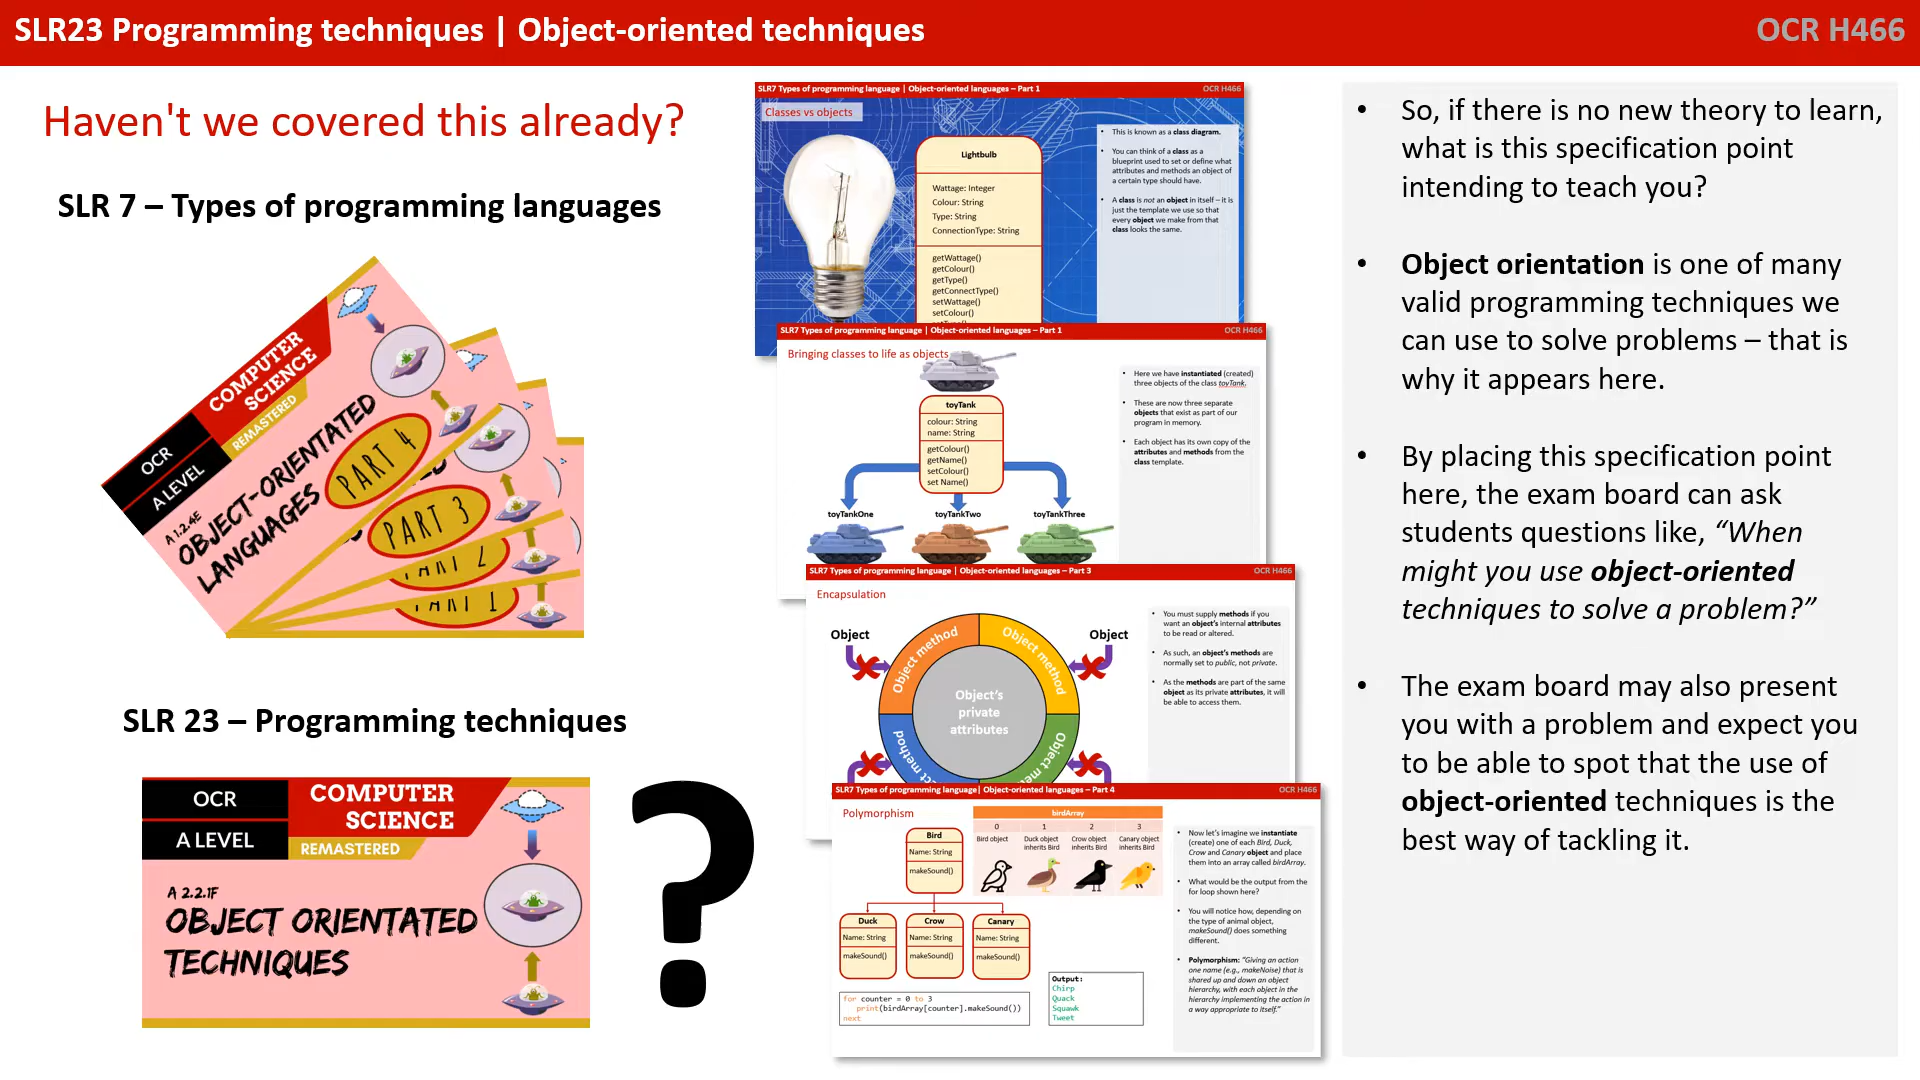 SLR23 Programming techniques | Object-oriented techniques
OCR H466
Haven't we covered this already?
SLR 7 – Types of programming languages
OCR
A LEVEL
COMPUTER
SCIENCE
REMASTERED
A 1.2.4E
OBJECT-ORIENTATED
LANGUAGES
PART 4
PART 3
PART 2
PART 1
SLR 23 – Programming techniques
OCR
A LEVEL
COMPUTER
SCIENCE
REMASTERED
A 2.2.1F
OBJECT ORIENTATED
TECHNIQUES
?
SLR7 Types of programming language | Object-oriented languages – Part 1
OCR H466
Classes vs objects
Lightbulb
Wattage: Integer
Colour: String
Type: String
ConnectionType: String
getWattage()
getColour()
getType()
getConnectType()
setWattage()
setColour()
• This is known as a class diagram.
• You can think of a class as a
blueprint used to set or define what
attributes and methods an object of
a certain type should have.
• A class is not an object in itself – it is
just the template we use so that
every object we make from that
class looks the same.
SLR7 Types of programming language | Object-oriented languages – Part 1
OCR H466
Bringing classes to life as objects
toyTank
colour: String
name: String
getColour()
getName()
setColour()
set Name()
toyTankOne
toyTankTwo
toyTankThree
• Here we have instantiated (created)
three objects of the class toyTank.
• These are now three separate
objects that exist as part of our
program in memory.
• Each object has its own copy of the
attributes and methods from the
class template.
SLR7 Types of programming language | Object-oriented languages – Part 3
OCR H466
Encapsulation
Object
Object
Object method
Object method
Object's
private
attributes
• You must supply methods if you
want an object's internal attributes
to be read or altered.
• As such, an object's methods are
normally set to public, not private.
• As the methods are part of the same
object as its private attributes, it will
be able to access them.
SLR7 Types of programming language| Object-oriented languages – Part 4
OCR H466
Polymorphism
Bird
Name: String
makeSound()
birdArray
0 1 2 3
Bird object
Duck object
inherits Bird
Crow object
inherits Bird
Canary object
inherits Bird
Duck
Name: String
makeSound()
Crow
Name: String
makeSound()
Canary
Name: String
makeSound()
for counter = 0 to 3
print(birdArray[counter].makeSound())
next
Output:
Chirp
Quack
Squawk
Tweet
• Now let's imagine we instantiate
(create) one of each Bird, Duck,
Crow and Canary object and place
them into an array called birdArray.
• What would be the output from the
for loop shown here?
• You will notice how, depending on
the type of animal object,
makeSound() does something
different.
• Polymorphism: "Giving an action
one name (e.g., makeNoise) that is
shared up and down an object
hierarchy, with each object in the
hierarchy implementing the action in
a way appropriate to itself."
• So, if there is no new theory to learn,
what is this specification point
intending to teach you?
• Object orientation is one of many
valid programming techniques we
can use to solve problems – that is
why it appears here.
• By placing this specification point
here, the exam board can ask
students questions like, “When
might you use object-oriented
techniques to solve a problem?”
• The exam board may also present
you with a problem and expect you
to be able to spot that the use of
object-oriented techniques is the
best way of tackling it.